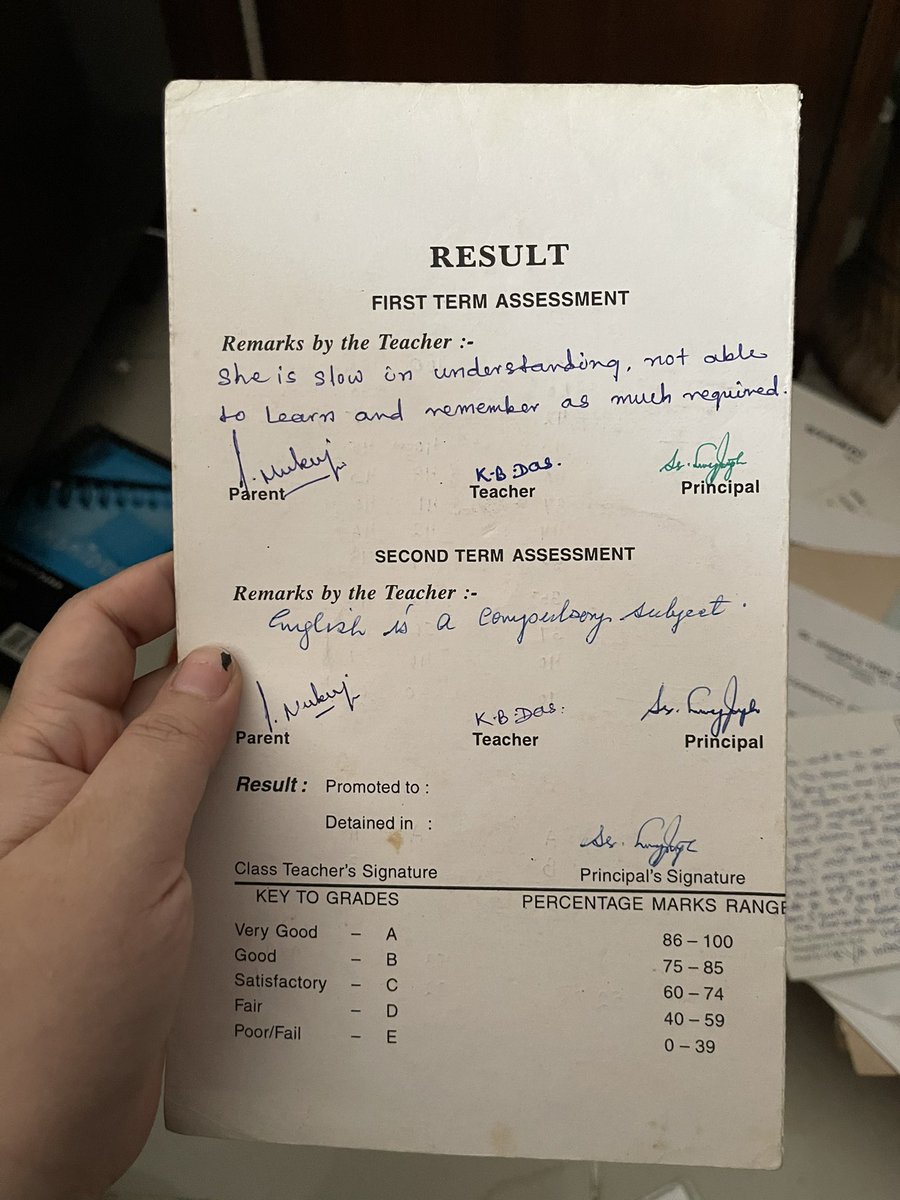 RESULT
FIRST TERM ASSESSMENT
Remarks by the Teacher :-
She is slow in understanding, not able
to Learn and remember as much required.
K.B.Das.
Parent Teacher Principal
SECOND TERM ASSESSMENT
Remarks by the Teacher :-
English is a Compulsory subject.
K.B.Das.
Parent Teacher Principal
Result : Promoted to :
Detained in :
Class Teacher's Signature Principal's Signature
KEY TO GRADES PERCENTAGE MARKS RANGE
Very Good – A 86 – 100
Good – B 75 – 85
Satisfactory – C 60 – 74
Fair – D 40 – 59
Poor/Fail – E 0 – 39